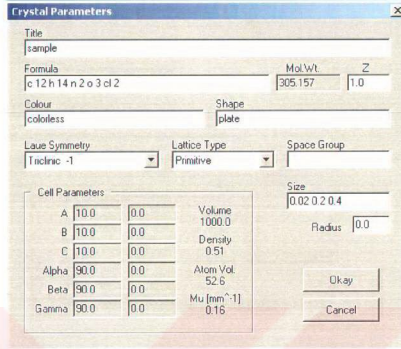 Crystal Parameters
Title
sample
Formula Mol.Wt. Z
c 12 h 14 n 2 o 3 cl 2 305.157 1.0
Colour Shape
colorless plate
Laue Symmetry Lattice Type Space Group
Triclinic -1 Primitive
Cell Parameters Size
0.02 0.2 0.4
A 10.0 0.0 Volume
1000.0
Radius 0.0
B 10.0 0.0
Density
C 10.0 0.0 0.51
Alpha 90.0 0.0 Atom Vol.
52.6
Okay
Beta 90.0 0.0
Mu [mm^-1]
Gamma 90.0 0.0 0.16
Cancel